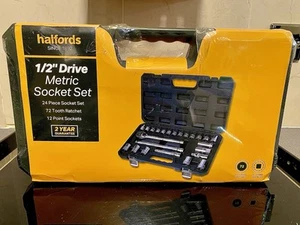 halfords
1/2" Drive
Metric
Socket Set
24 Piece Socket Set
72 Tooth Ratchet
12 Point Sockets
2 YEAR
GUARANTEE